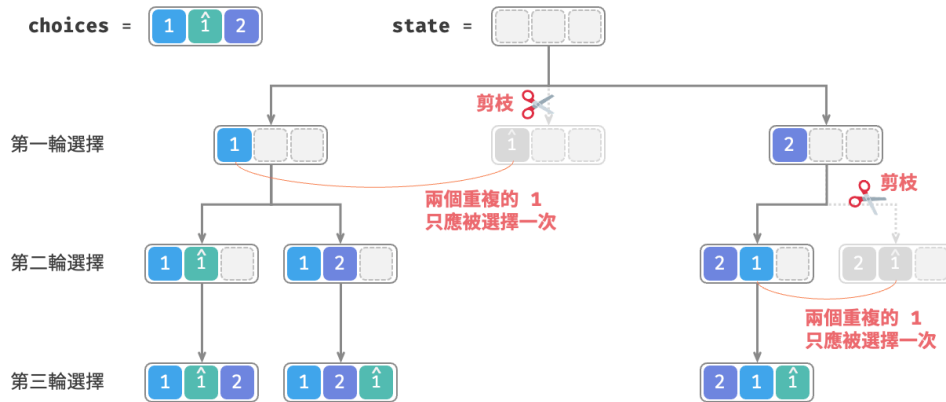 choices = 1 1̂ 2
state =
剪枝
第一輪選擇 1 1̂ 2
剪枝
兩個重複的 1
只應被選擇一次
第二輪選擇 1 1̂ 1 2 2 1 2 1̂
兩個重複的 1
只應被選擇一次
第三輪選擇 1 1̂ 2 1 2 1̂ 2 1 1̂